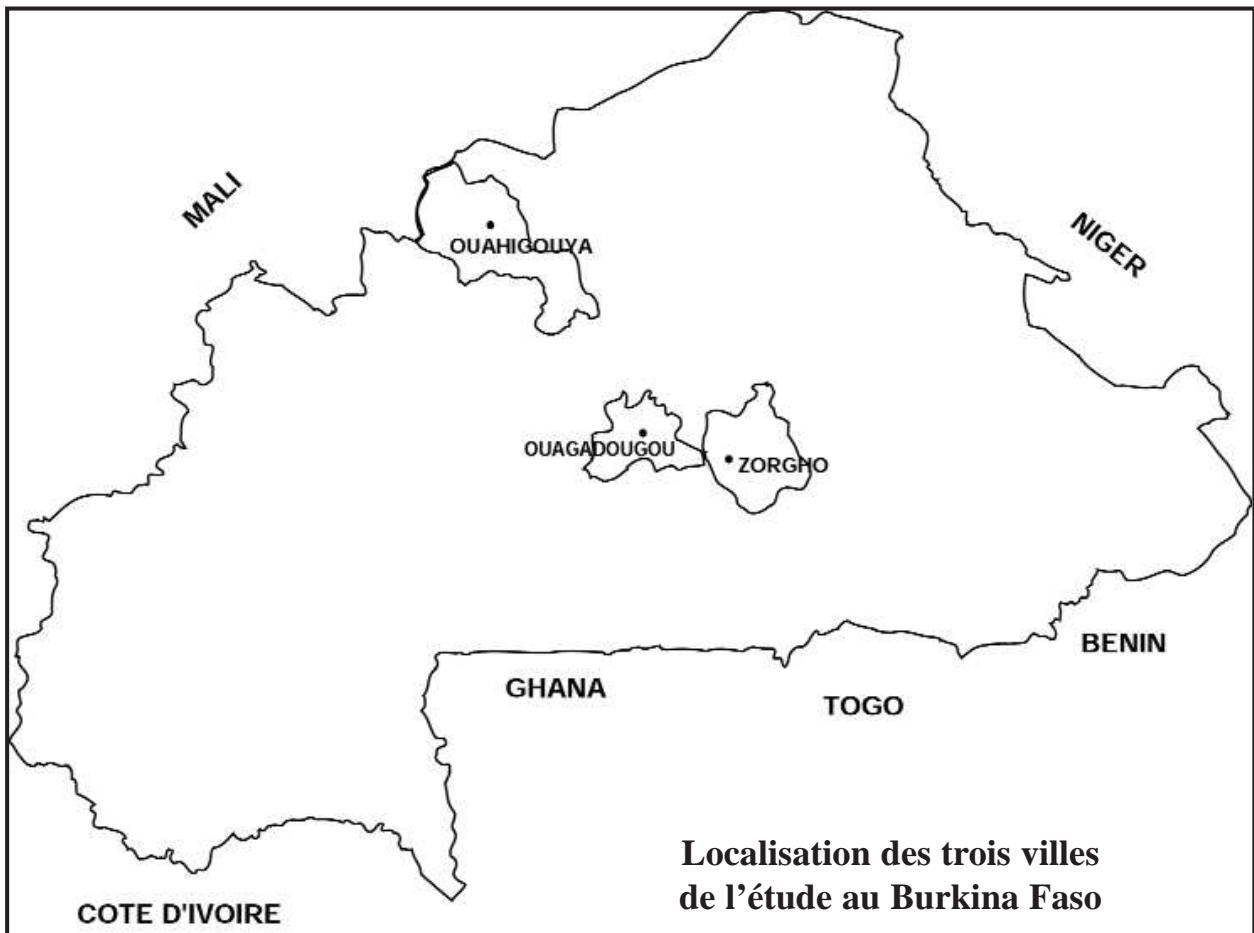 MALI
NIGER
OUAHIGOUYA
OUAGADOUGOU
ZORGHO
BENIN
GHANA
TOGO
Localisation des trois villes
de l'étude au Burkina Faso
COTE D'IVOIRE